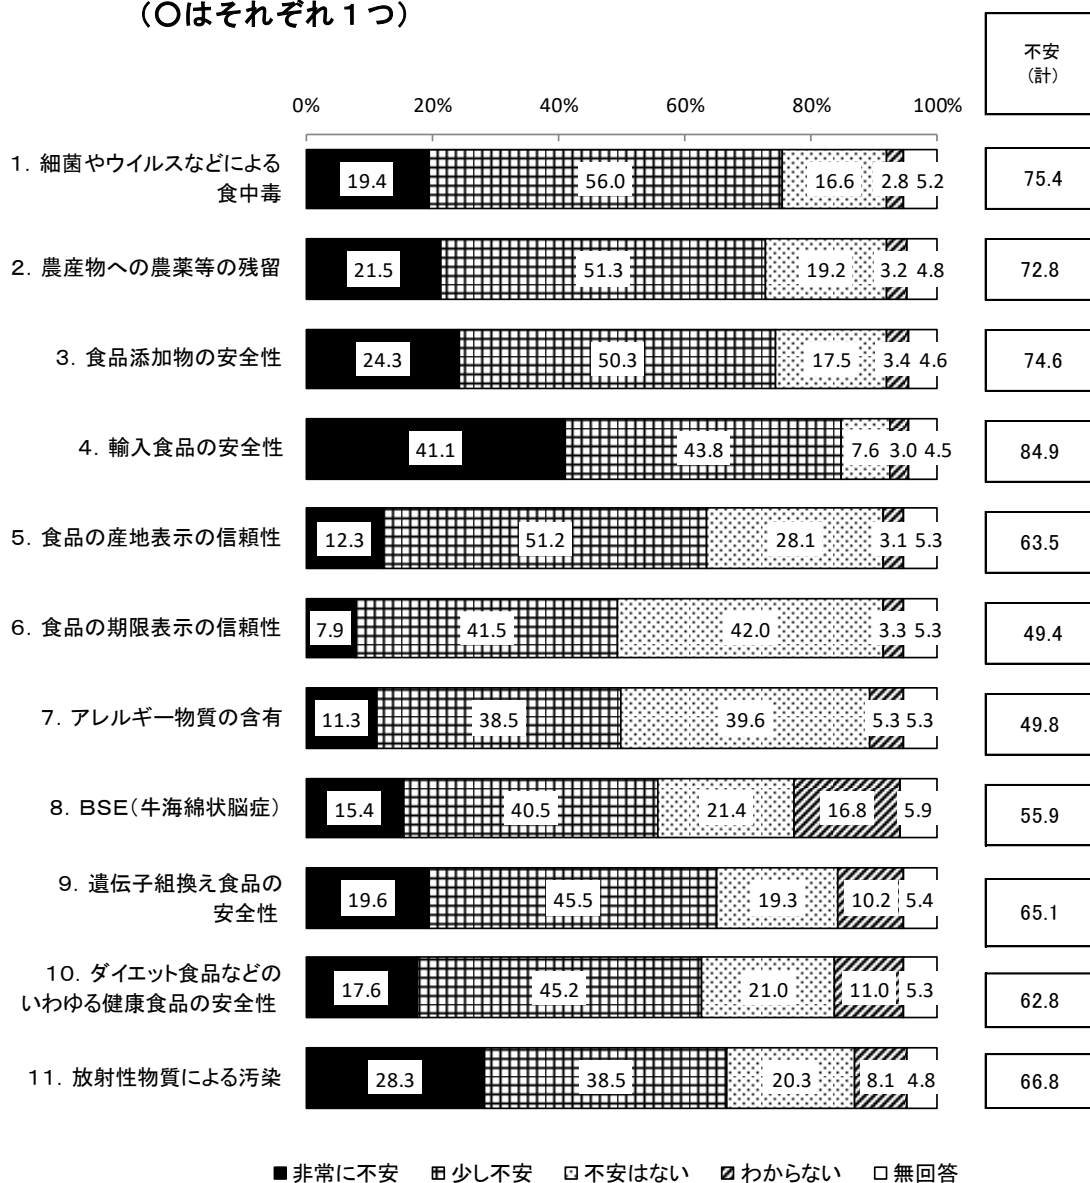 (〇はそれぞれ1つ)
不安
(計)
0% 20% 40% 60% 80% 100%
1. 細菌やウイルスなどによる
食中毒
19.4 56.0 16.6 2.8 5.2 75.4
2. 農産物への農薬等の残留 21.5 51.3 19.2 3.2 4.8 72.8
3. 食品添加物の安全性 24.3 50.3 17.5 3.4 4.6 74.6
4. 輸入食品の安全性 41.1 43.8 7.6 3.0 4.5 84.9
5. 食品の産地表示の信頼性 12.3 51.2 28.1 3.1 5.3 63.5
6. 食品の期限表示の信頼性 7.9 41.5 42.0 3.3 5.3 49.4
7. アレルギー物質の含有 11.3 38.5 39.6 5.3 5.3 49.8
8. BSE(牛海綿状脳症) 15.4 40.5 21.4 16.8 5.9 55.9
9. 遺伝子組換え食品の
安全性
19.6 45.5 19.3 10.2 5.4 65.1
10. ダイエット食品などの
いわゆる健康食品の安全性
17.6 45.2 21.0 11.0 5.3 62.8
11. 放射性物質による汚染 28.3 38.5 20.3 8.1 4.8 66.8
非常に不安 少し不安 不安はない わからない 無回答